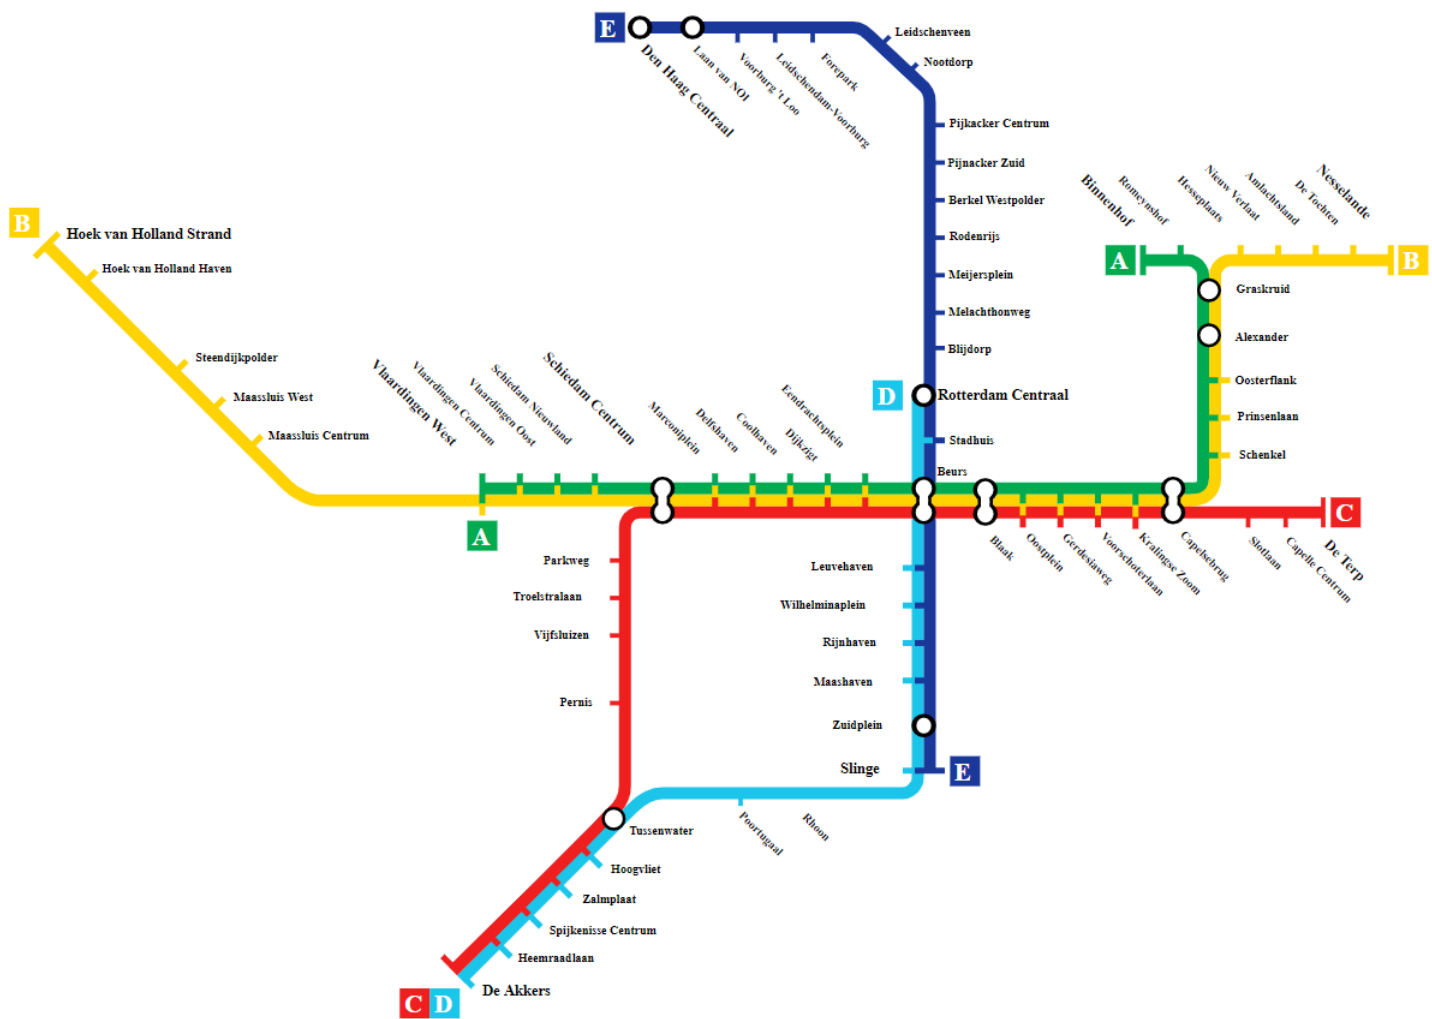 E
Den Haag Centraal
Laan van NOI
Voorburg 't Loo
Leidschendam-Voorburg
Forepark
Leidschenveen
Nootdorp
Pijkacker Centrum
Pijnacker Zuid
Berkel Westpolder
Rodenrijs
Meijersplein
Melachthonweg
Blijdorp
D
Rotterdam Centraal
Stadhuis
Beurs
B
Hoek van Holland Strand
Hoek van Holland Haven
Steendijkpolder
Maassluis West
Maassluis Centrum
Vlaardingen West
Vlaardingen Centrum
Vlaardingen Oost
Schiedam Nieuwland
Schiedam Centrum
Marconiplein
Delfshaven
Coolhaven
Dijkzigt
Eendrachtsplein
A
Binnenhof
Romeynshof
Hesseplaats
Nieuw Verlaat
Amlachtsland
De Tochten
Nesselande
A
B
Graskruid
Alexander
Oosterflank
Prinsenlaan
Schenkel
Blaak
Oostplein
Gerdesiaweg
Voorschoterlaan
Kralingse Zoom
Capelsebrug
Slotlaan
Capelle Centrum
De Terp
C
Parkweg
Troelstralaan
Vijfsluizen
Pernis
Leuvehaven
Wilhelminaplein
Rijnhaven
Maashaven
Zuidplein
Slinge
E
Poortugaal
Rhoon
Tussenwater
Hoogvliet
Zalmplaat
Spijkenisse Centrum
Heemraadlaan
De Akkers
C D